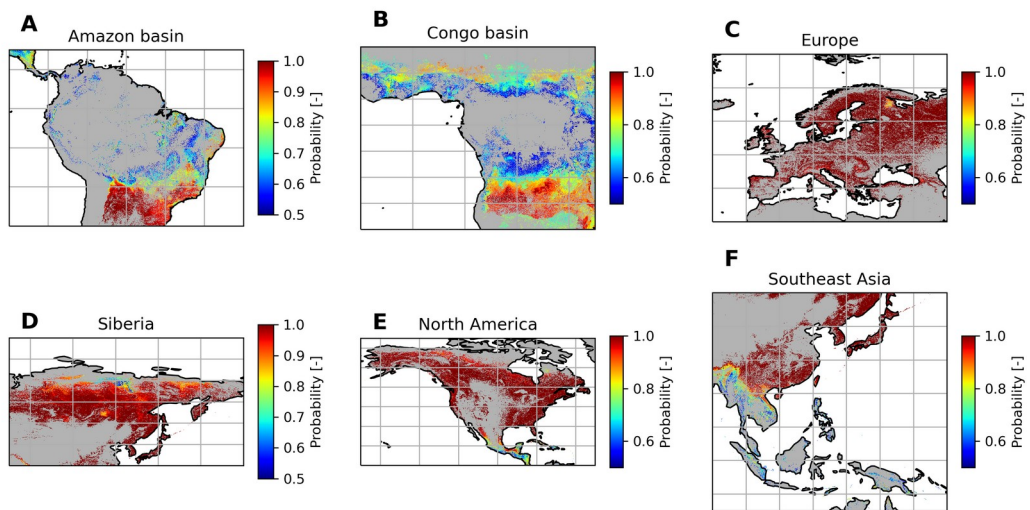 A
Amazon basin
1.0
0.9
0.8
0.7
0.6
0.5
Probability [-]
B
Congo basin
1.0
0.8
0.6
Probability [-]
C
Europe
1.0
0.8
0.6
Probability [-]
D
Siberia
1.0
0.9
0.8
0.7
0.6
0.5
Probability [-]
E
North America
1.0
0.8
0.6
Probability [-]
F
Southeast Asia
1.0
0.8
0.6
Probability [-]